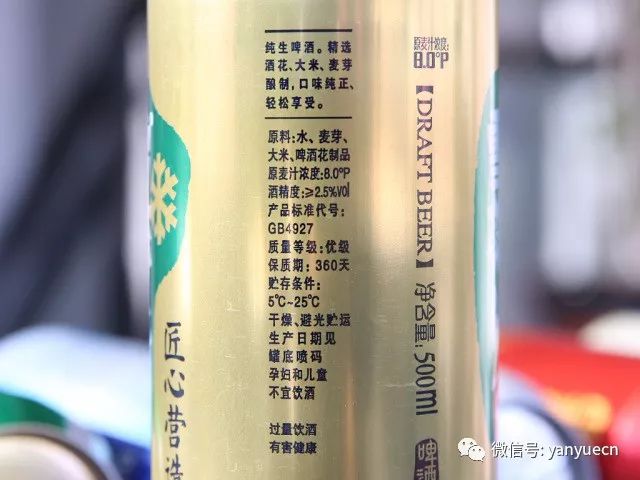 纯生啤酒。精选
酒花、大米、麦芽
酿制,口味纯正、
轻松享受。
原料:水、麦芽、
大米、啤酒花制品
原麦汁浓度:8.0°P
酒精度:≥2.5%Vol
产品标准代号:
GB4927
质量等级:优级
保质期:360天
贮存条件:
5℃~25℃
干燥、避光贮运
生产日期见
罐底喷码
孕妇和儿童
不宜饮酒
过量饮酒
有害健康
原麦汁浓度:
8.0°P
【DRAFT BEER】
净含量:500ml
啤酒
匠心营造
微信号: yanyuecn